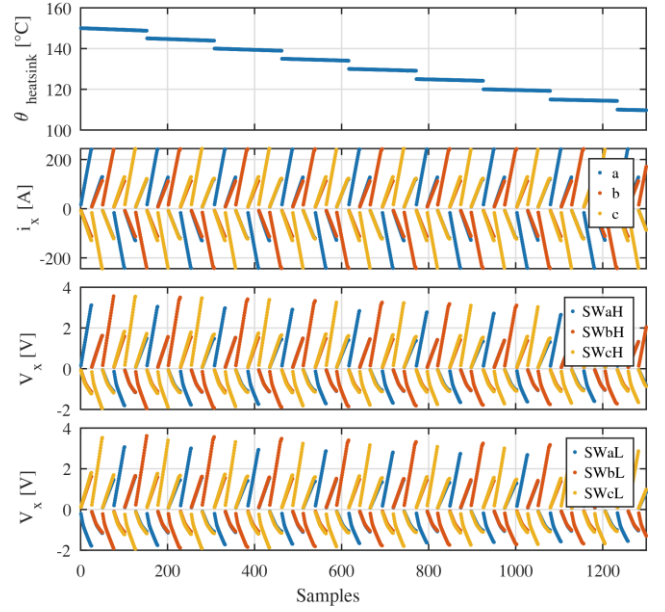 θ heatsink [°C]
160
140
120
100
i x [A]
200
0
-200
a
b
c
V x [V]
4
2
0
-2
SWaH
SWbH
SWcH
V x [V]
4
2
0
-2
SWaL
SWbL
SWcL
0 200 400 600 800 1000 1200
Samples